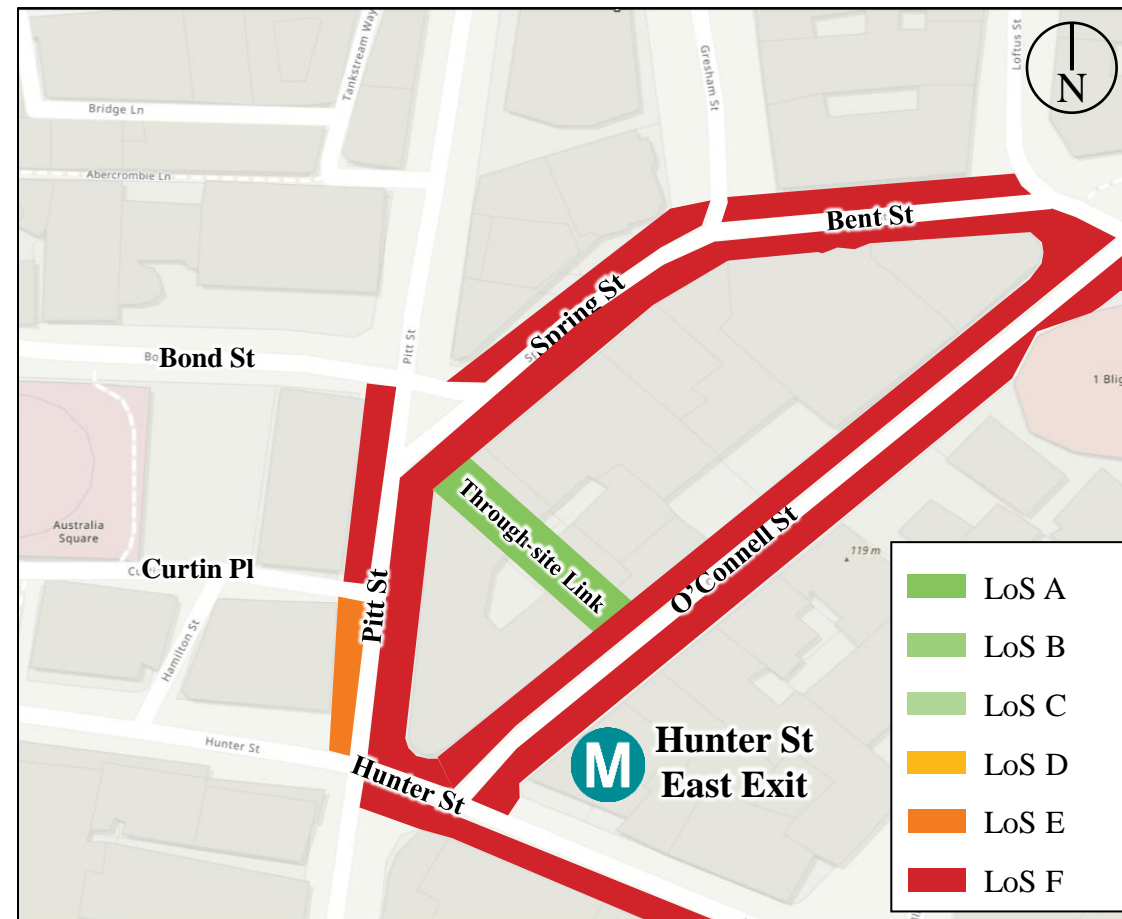 Tankstream Way
Gresham St
Loftus St
N
Bridge Ln
Abercrombie Ln
Bent St
Spring St
Pitt St
Bo
Bond St
1 Blig
Through-site Link
Australia
Square
119 m
O'Connell St
Curtin Pl
Pitt St
Hamilton St
Hunter St
Hunter St
M
Hunter St
East Exit
LoS A
LoS B
LoS C
LoS D
LoS E
LoS F